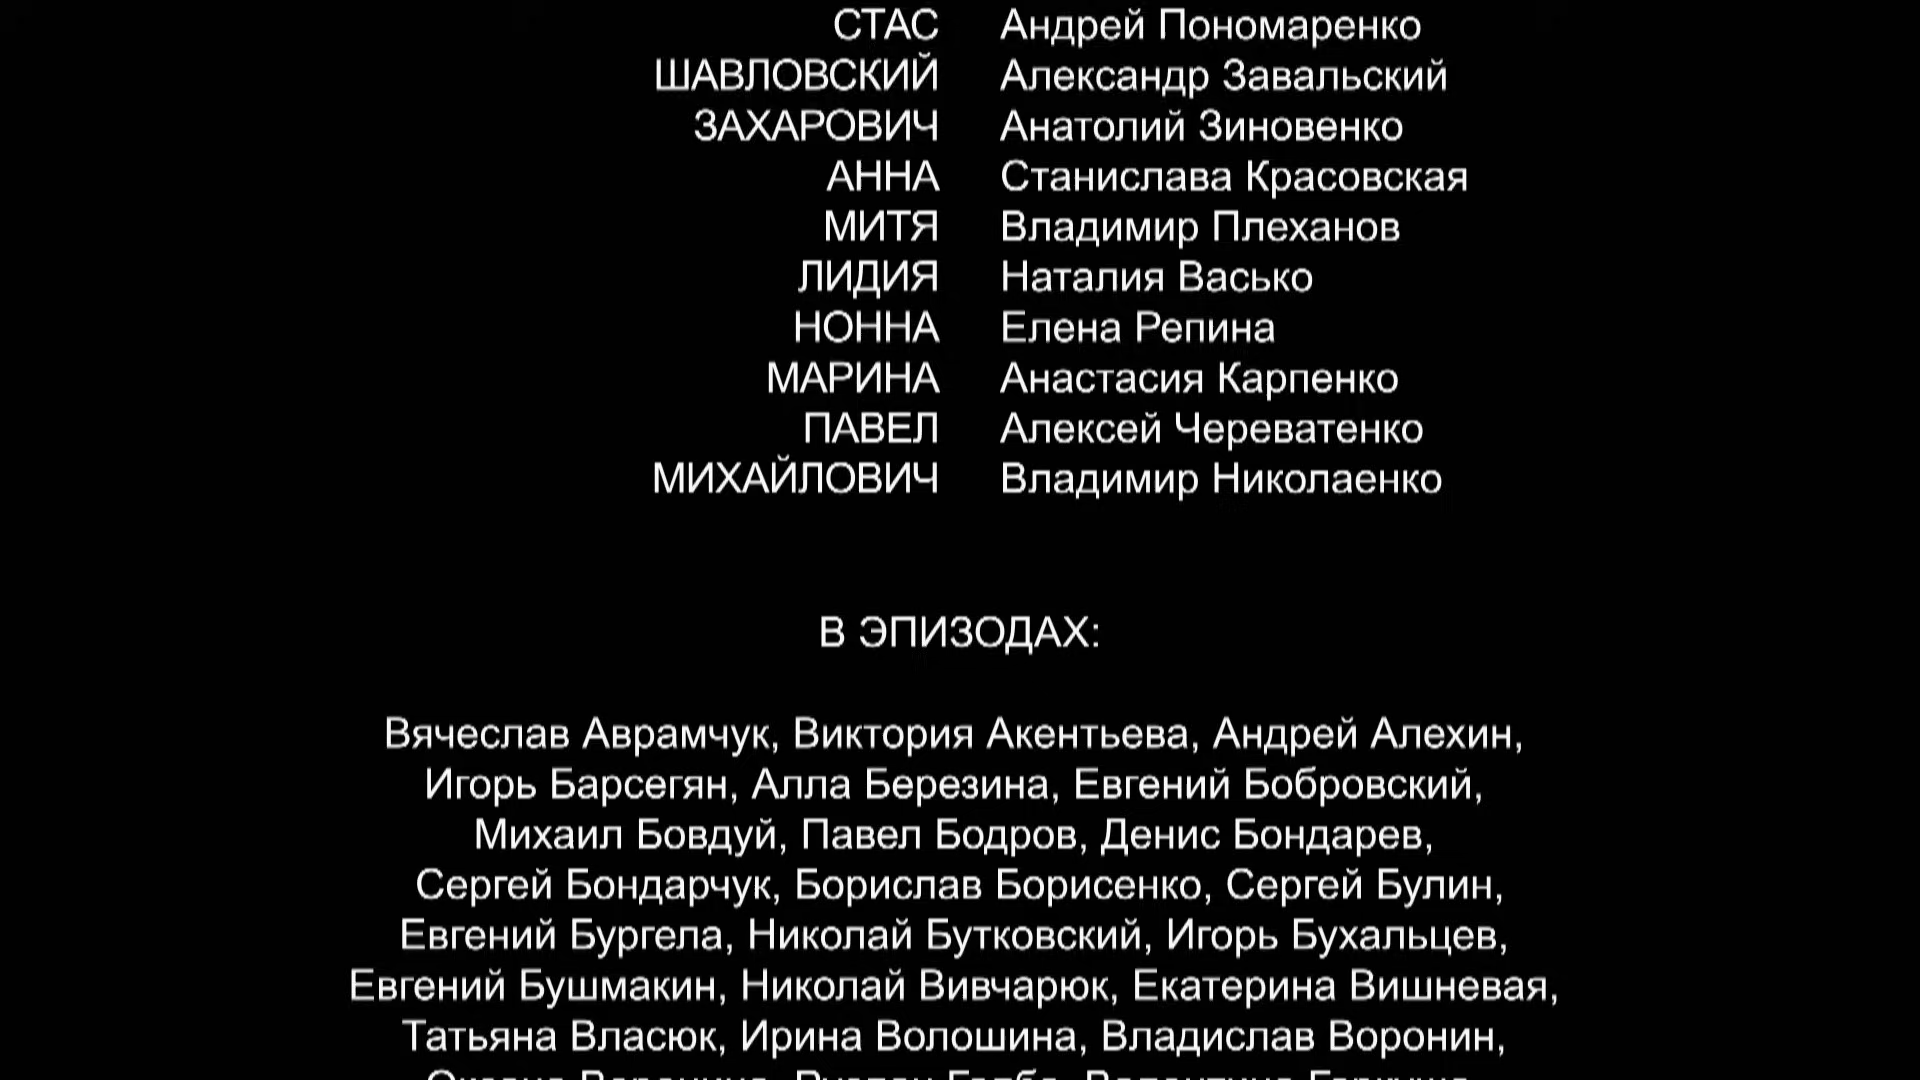 СТАС Андрей Пономаренко
ШАВЛОВСКИЙ Александр Завальский
ЗАХАРОВИЧ Анатолий Зиновенко
АННА Станислава Красовская
МИТЯ Владимир Плеханов
ЛИДИЯ Наталия Васько
НОННА Елена Репина
МАРИНА Анастасия Карпенко
ПАВЕЛ Алексей Череватенко
МИХАЙЛОВИЧ Владимир Николаенко
В ЭПИЗОДАХ:
Вячеслав Аврамчук, Виктория Акентьева, Андрей Алехин,
Игорь Барсегян, Алла Березина, Евгений Бобровский,
Михаил Бовдуй, Павел Бодров, Денис Бондарев,
Сергей Бондарчук, Борислав Борисенко, Сергей Булин,
Евгений Бургела, Николай Бутковский, Игорь Бухальцев,
Евгений Бушмакин, Николай Вивчарюк, Екатерина Вишневая,
Татьяна Власюк, Ирина Волошина, Владислав Воронин,